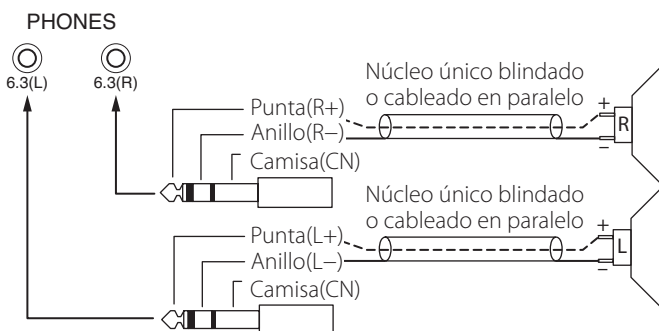 PHONES
6.3(L) 6.3(R)
Núcleo único blindado
o cableado en paralelo
Punta(R+)
Anillo(R−)
Camisa(CN)
+
R
−
Núcleo único blindado
o cableado en paralelo
Punta(L+)
Anillo(L−)
Camisa(CN)
+
L
−